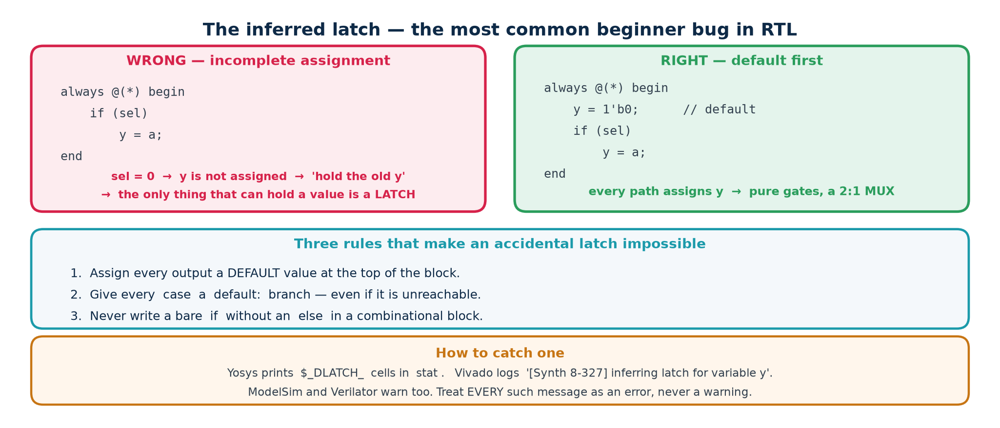 The inferred latch — the most common beginner bug in RTL
WRONG — incomplete assignment
always @(*) begin
    if (sel)
        y = a;
end
sel = 0 → y is not assigned → 'hold the old y'
→ the only thing that can hold a value is a LATCH
RIGHT — default first
always @(*) begin
    y = 1'b0;      // default
    if (sel)
        y = a;
end
every path assigns y → pure gates, a 2:1 MUX
Three rules that make an accidental latch impossible
1. Assign every output a DEFAULT value at the top of the block.
2. Give every case a default: branch — even if it is unreachable.
3. Never write a bare if without an else in a combinational block.
How to catch one
Yosys prints $_DLATCH_ cells in stat . Vivado logs '[Synth 8-327] inferring latch for variable y'.
ModelSim and Verilator warn too. Treat EVERY such message as an error, never a warning.